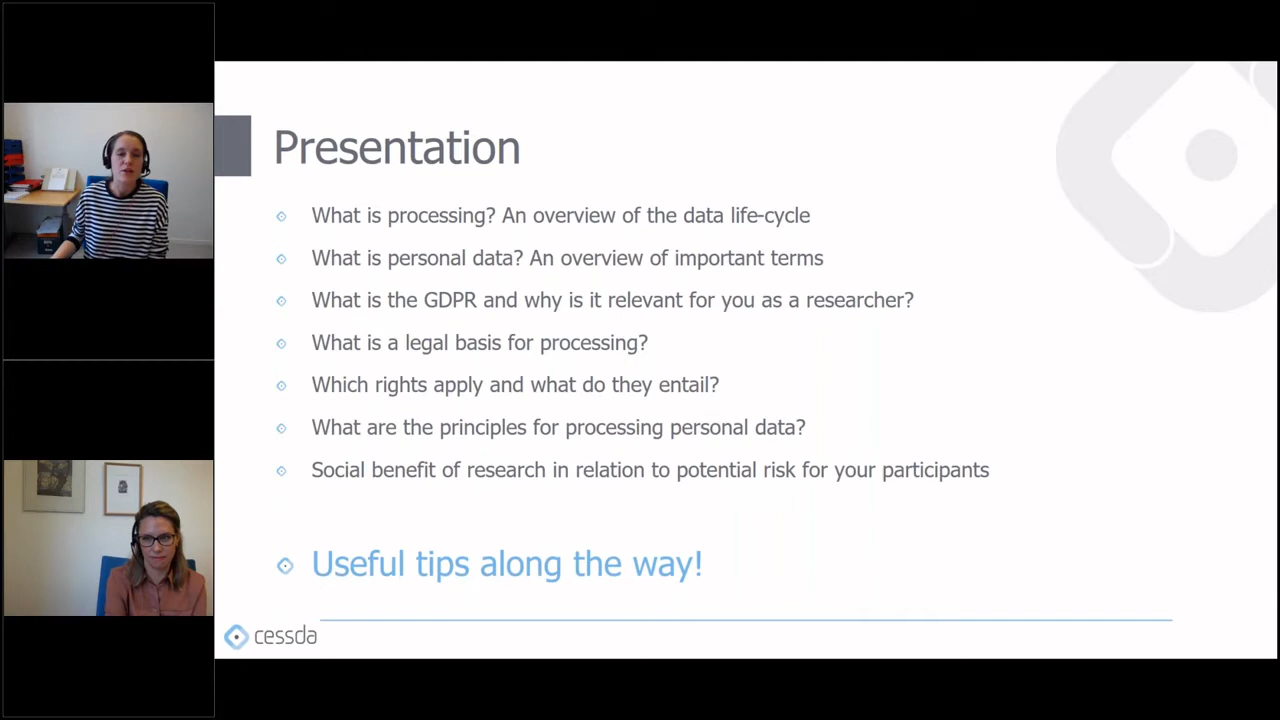 Presentation
What is processing? An overview of the data life-cycle
What is personal data? An overview of important terms
What is the GDPR and why is it relevant for you as a researcher?
What is a legal basis for processing?
Which rights apply and what do they entail?
What are the principles for processing personal data?
Social benefit of research in relation to potential risk for your participants
Useful tips along the way!
cessda